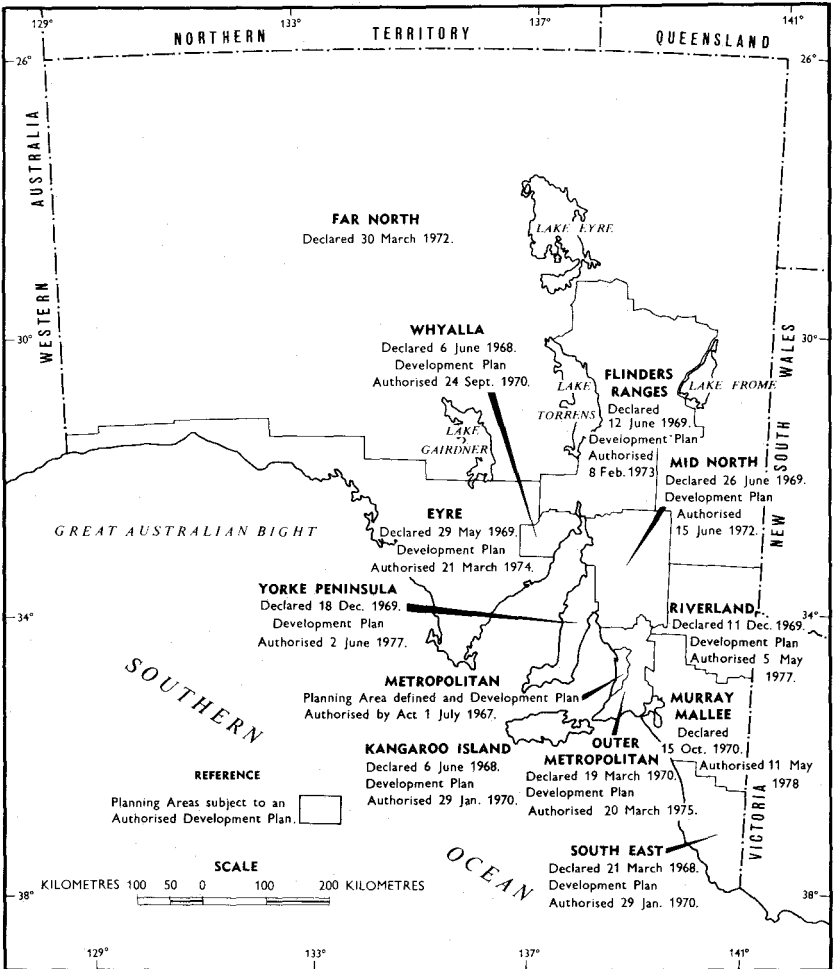 129°
133°
137°
141°
NORTHERN TERRITORY
QUEENSLAND
26°
26°
WESTERN AUSTRALIA
FAR NORTH
Declared 30 March 1972.
LAKE EYRE
30°
30°
WHYALLA
Declared 6 June 1968.
Development Plan
Authorised 24 Sept. 1970.
LAKE
TORRENS
FLINDERS
RANGES
Declared
12 June 1969.
Development Plan
Authorised
8 Feb. 1973
LAKE FROME
NEW SOUTH WALES
LAKE
GAIRDNER
MID NORTH
Declared 26 June 1969.
Development Plan
Authorised
15 June 1972.
GREAT AUSTRALIAN BIGHT
EYRE
Declared 29 May 1969.
Development Plan
Authorised 21 March 1974.
YORKE PENINSULA
Declared 18 Dec. 1969.
Development Plan
Authorised 2 June 1977.
34°
34°
RIVERLAND
Declared 11 Dec. 1969.
Development Plan
Authorised 5 May
1977.
METROPOLITAN
Planning Area defined and Development Plan
Authorised by Act 1 July 1967.
MURRAY
MALLEE
Declared
15 Oct. 1970.
Authorised 11 May
1978
KANGAROO ISLAND
Declared 6 June 1968.
Development Plan
Authorised 29 Jan. 1970.
OUTER
METROPOLITAN
Declared 19 March 1970.
Development Plan
Authorised 20 March 1975.
SOUTHERN
OCEAN
VICTORIA
REFERENCE
Planning Areas subject to an
Authorised Development Plan.
SOUTH EAST
Declared 21 March 1968.
Development Plan
Authorised 29 Jan. 1970.
SCALE
KILOMETRES 100 50 0 100 200 KILOMETRES
38°
38°
129°
133°
137°
141°